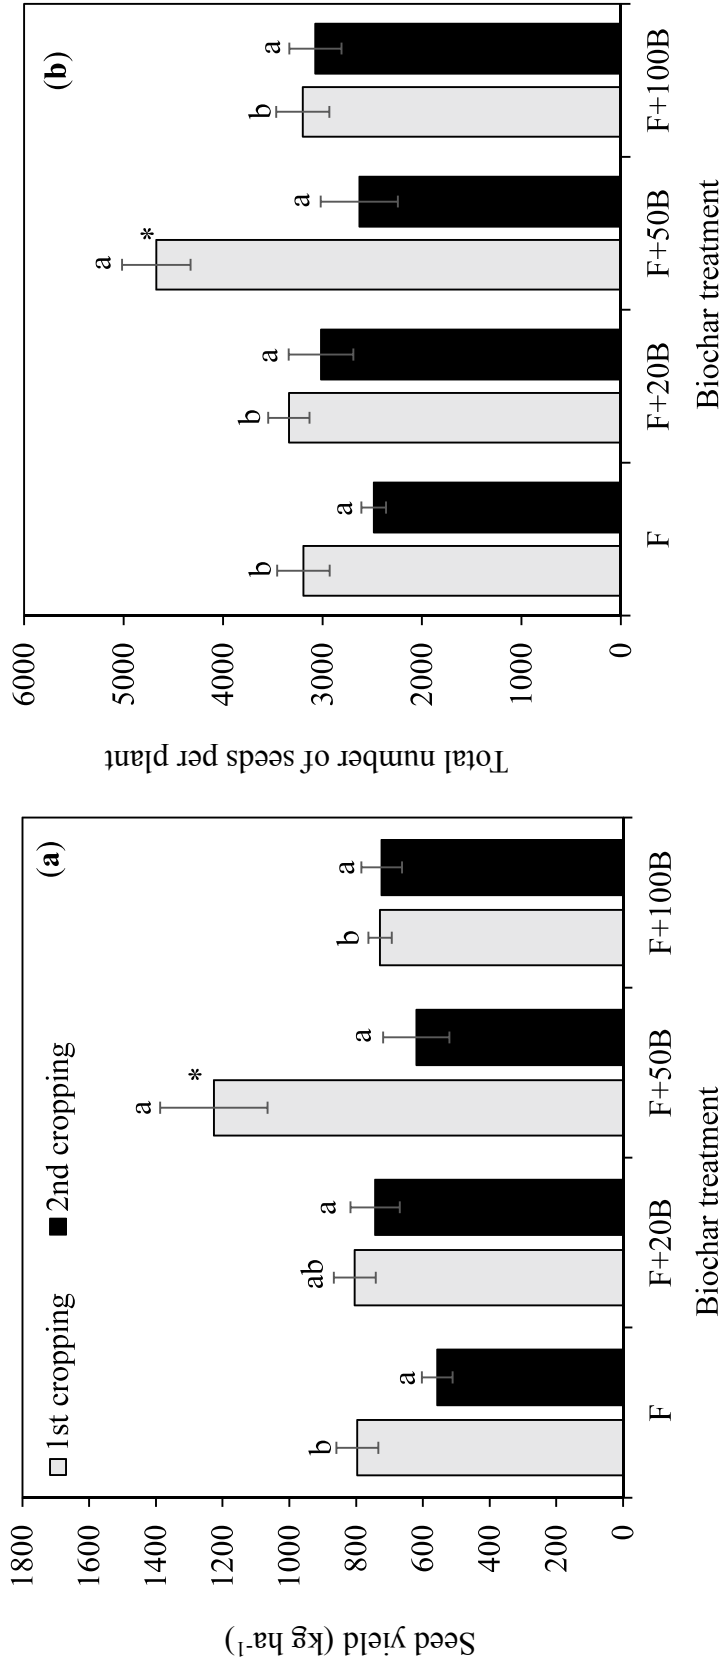 (a)
1st cropping
2nd cropping
Seed yield (kg ha-1)
1800
1600
1400
1200
1000
800
600
400
200
0
b
a
ab
a
a
*
a
b
a
F
F+20B
F+50B
F+100B
Biochar treatment
(b)
Total number of seeds per plant
6000
5000
4000
3000
2000
1000
0
b
a
b
a
a
*
a
b
a
F
F+20B
F+50B
F+100B
Biochar treatment